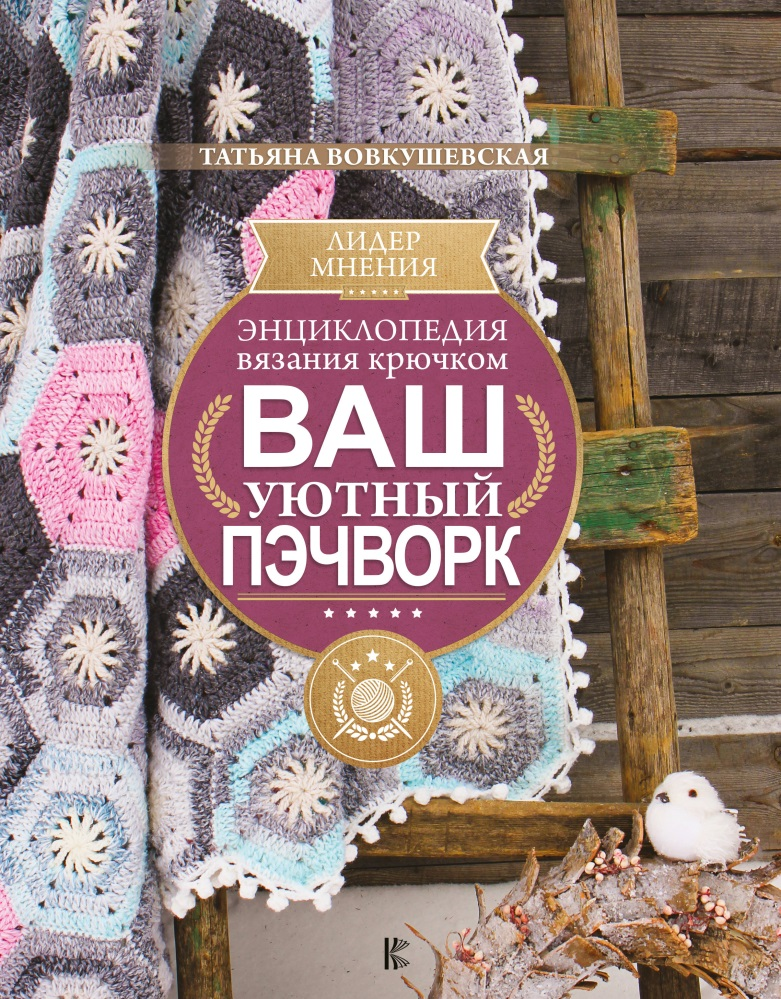 ТАТЬЯНА ВОВКУШЕВСКАЯ
ЛИДЕР
МНЕНИЯ
ЭНЦИКЛОПЕДИЯ
вязания крючком
ВАШ
уютный
ПЭЧВОРК